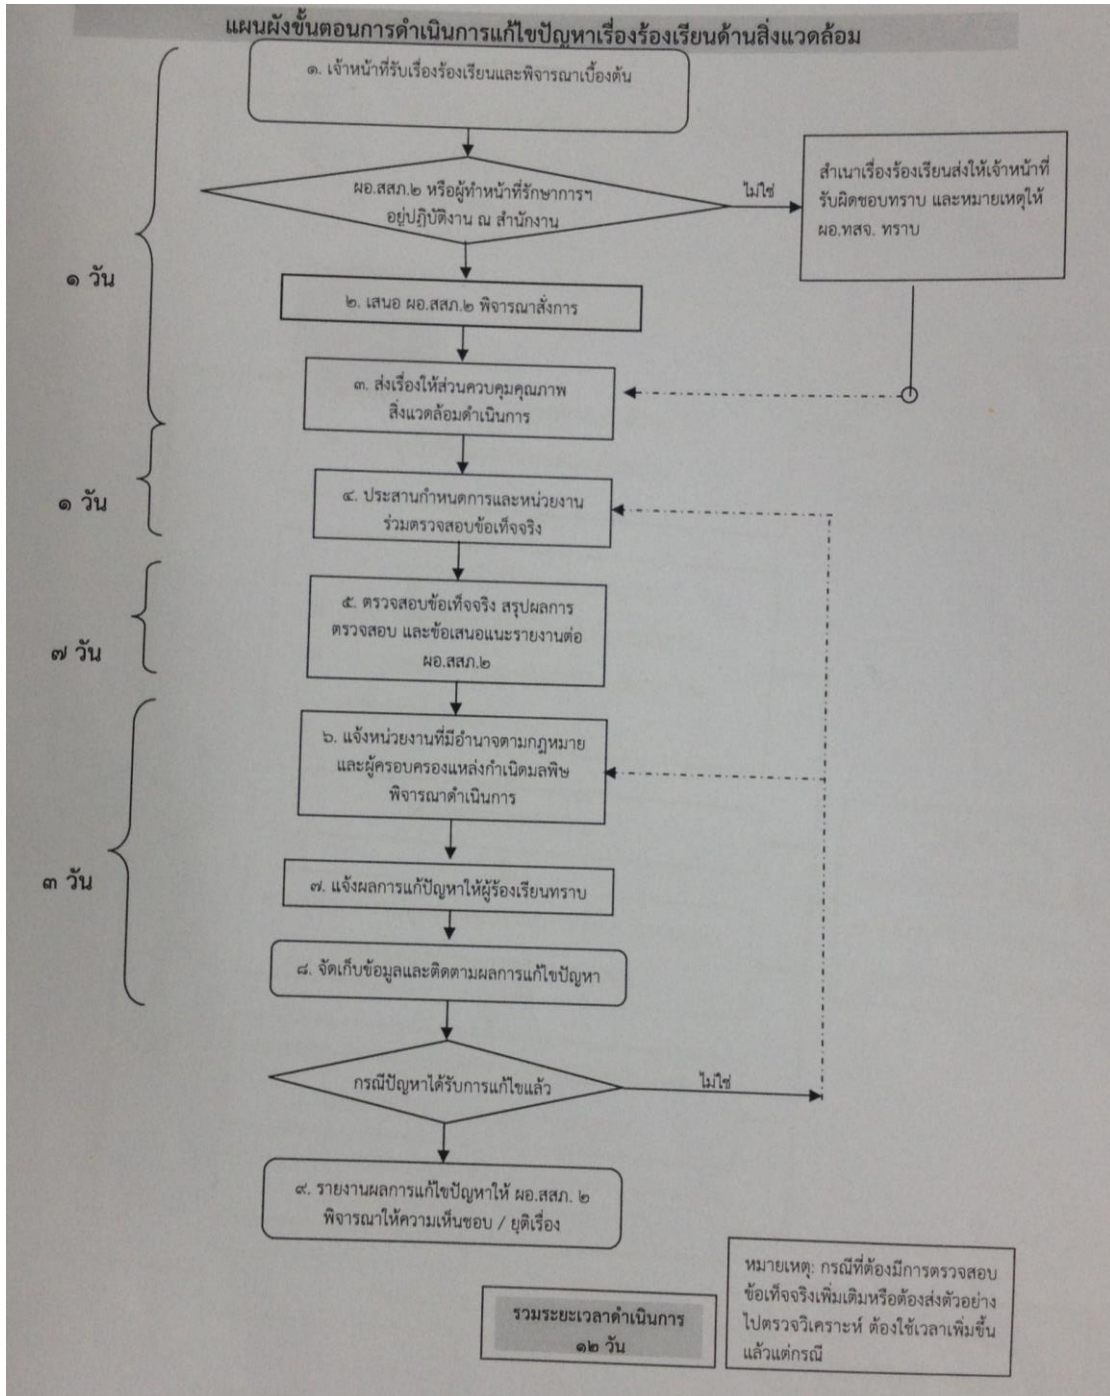 แผนผังขั้นตอนการดำเนินการแก้ไขปัญหาเรื่องร้องเรียนด้านสิ่งแวดล้อม
๑. เจ้าหน้าที่รับเรื่องร้องเรียนและพิจารณาเบื้องต้น
ผอ.สสภ.๒ หรือผู้ทำหน้าที่รักษาการฯ
อยู่ปฏิบัติงาน ณ สำนักงาน
ไม่ใช่
สำเนาเรื่องร้องเรียนส่งให้เจ้าหน้าที่
รับผิดชอบทราบ และหมายเหตุให้
ผอ.ทสจ. ทราบ
๑ วัน
๒. เสนอ ผอ.สสภ.๒ พิจารณาสั่งการ
๓. ส่งเรื่องให้ส่วนควบคุมคุณภาพ
สิ่งแวดล้อมดำเนินการ
๑ วัน
๔. ประสานกำหนดการและหน่วยงาน
ร่วมตรวจสอบข้อเท็จจริง
๗ วัน
๕. ตรวจสอบข้อเท็จจริง สรุปผลการ
ตรวจสอบ และข้อเสนอแนะรายงานต่อ
ผอ.สสภ.๒
๖. แจ้งหน่วยงานที่มีอำนาจตามกฎหมาย
และผู้ครอบครองแหล่งกำเนิดมลพิษ
พิจารณาดำเนินการ
๓ วัน
๗. แจ้งผลการแก้ปัญหาให้ผู้ร้องเรียนทราบ
๘. จัดเก็บข้อมูลและติดตามผลการแก้ไขปัญหา
กรณีปัญหาได้รับการแก้ไขแล้ว
ไม่ใช่
๙. รายงานผลการแก้ไขปัญหาให้ ผอ.สสภ. ๒
พิจารณาให้ความเห็นชอบ / ยุติเรื่อง
รวมระยะเวลาดำเนินการ
๑๒ วัน
หมายเหตุ: กรณีที่ต้องมีการตรวจสอบ
ข้อเท็จจริงเพิ่มเติมหรือต้องส่งตัวอย่าง
ไปตรวจวิเคราะห์ ต้องใช้เวลาเพิ่มขึ้น
แล้วแต่กรณี